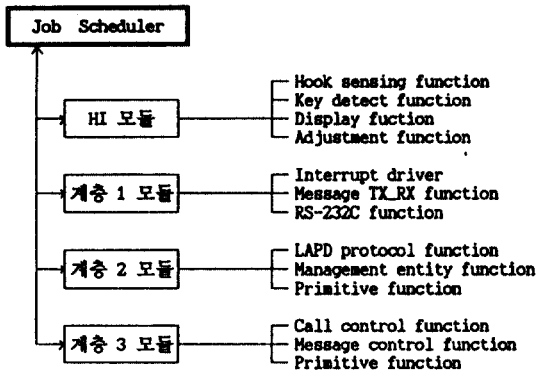 Job Scheduler
HI 모듈
Hook sensing function
Key detect function
Display fuction
Adjustment function
계층 1 모듈
Interrupt driver
Message TX_RX function
RS-232C function
계층 2 모듈
LAPD protocol function
Management entity function
Primitive function
계층 3 모듈
Call control function
Message control function
Primitive function